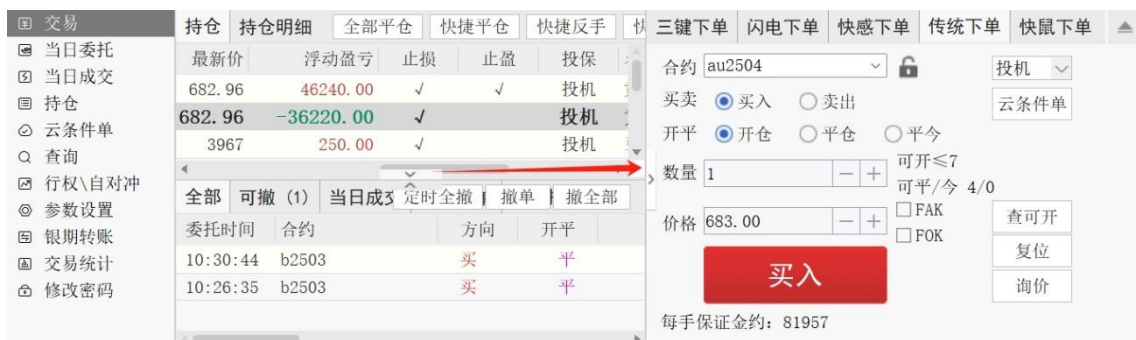 交易
当日委托
当日成交
持仓
云条件单
查询
行权\自对冲
参数设置
银期转账
交易统计
修改密码
持仓 持仓明细 全部平仓 快捷平仓 快捷反手
最新价 浮动盈亏 止损 止盈 投保
682.96 46240.00 √ √ 投机
682.96 -36220.00 √ 投机
3967 250.00 √ 投机
全部 可撤（1） 当日成交 定时全撤 撤单 撤全部
委托时间 合约 方向 开平
10:30:44 b2503 买 平
10:26:35 b2503 买 平
三键下单 闪电下单 快感下单 传统下单 快鼠下单
合约 au2504 投机
买卖 买入 卖出 云条件单
开平 开仓 平仓 平今
数量 1 − + 可开≤7
可平/今 4/0
价格 683.00 − + FAK 查可开
FOK
复位
买入
询价
每手保证金约: 81957